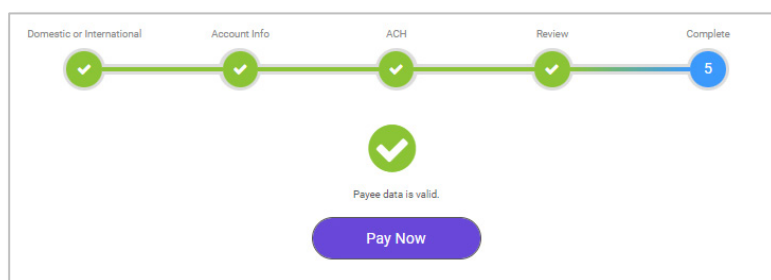 Domestic or International
Account Info
ACH
Review
Complete
5
Payee data is valid.
Pay Now